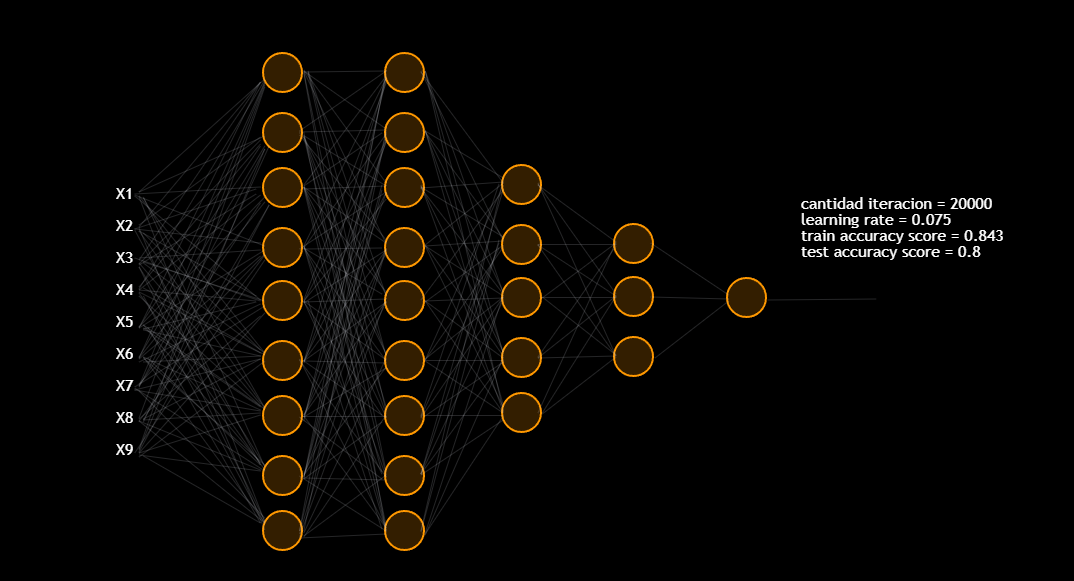 X1
X2
X3
X4
X5
X6
X7
X8
X9
cantidad iteracion = 20000
learning rate = 0.075
train accuracy score = 0.843
test accuracy score = 0.8